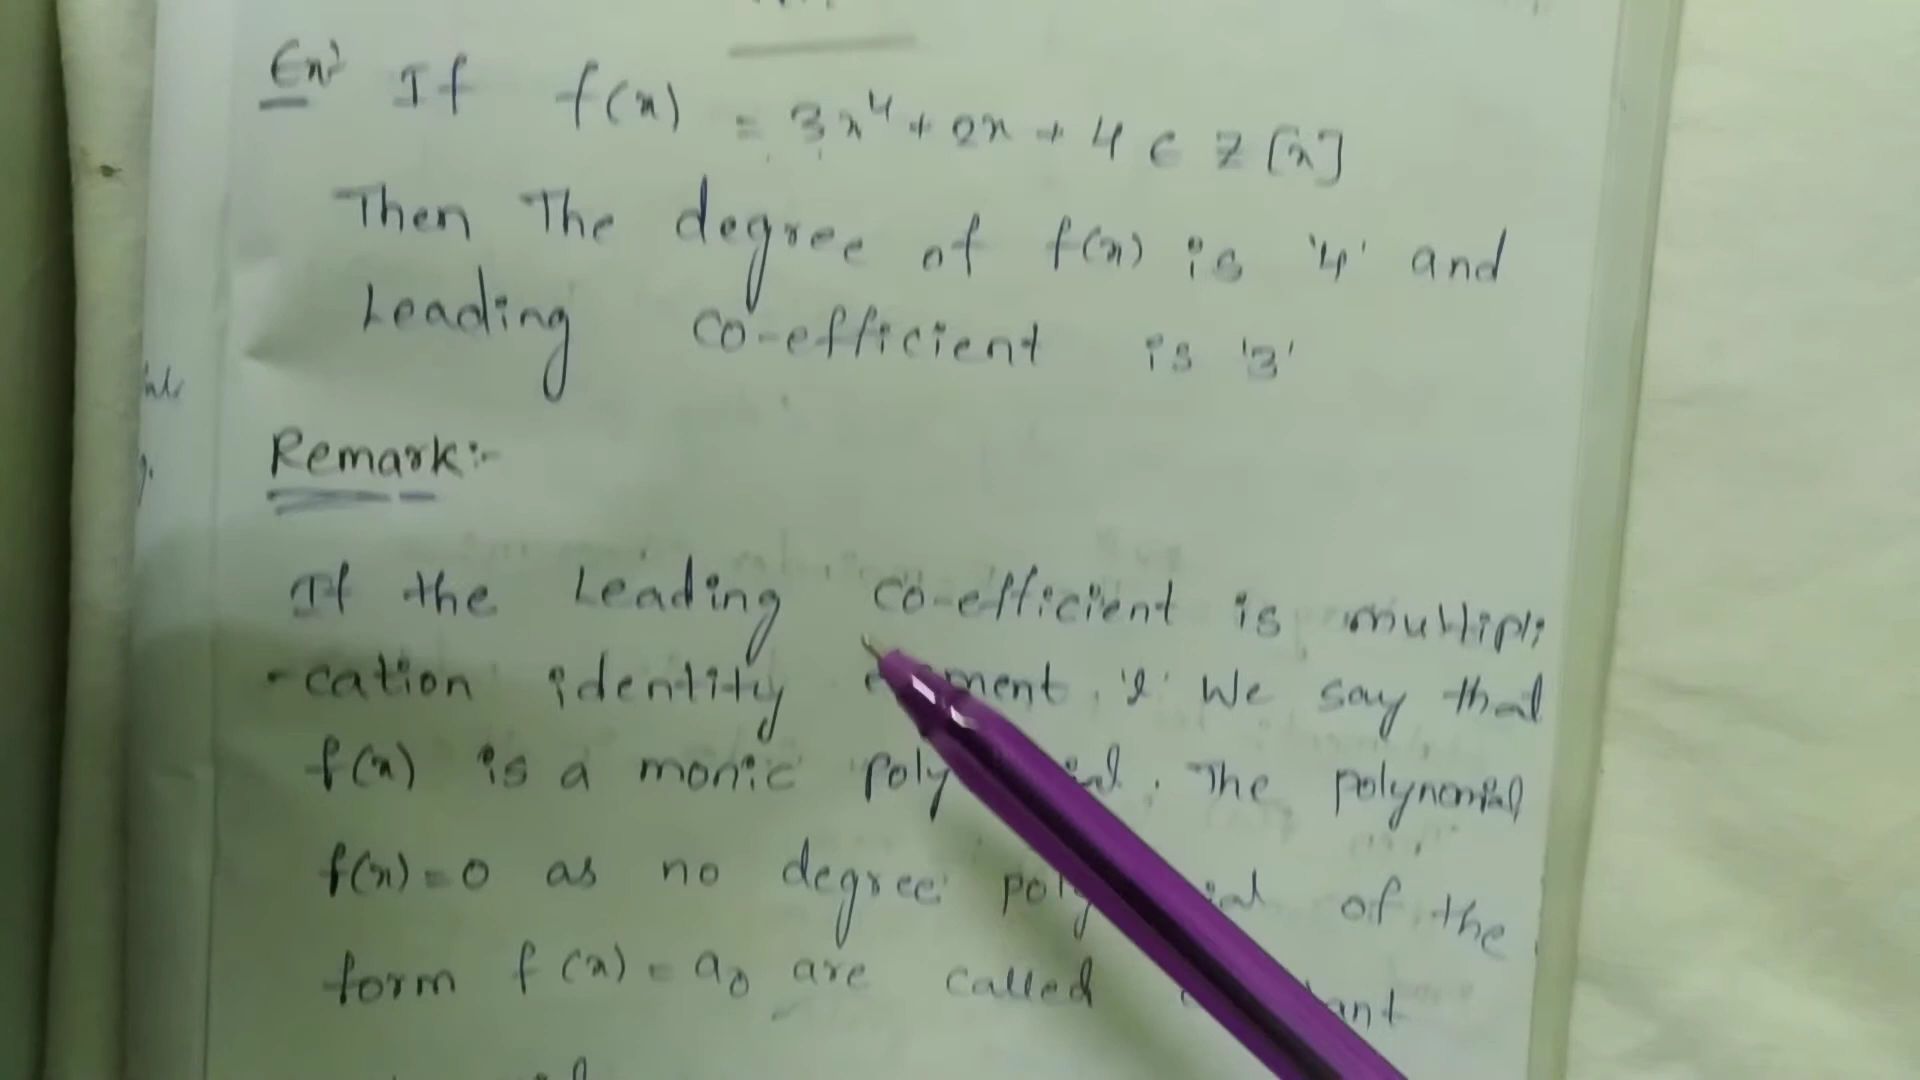 Ex: If f(x) = 3x⁴ + 2x + 4 ∈ Z[x]
Then The degree of f(x) is '4' and
Leading co-efficient is '3'
Remark:-
If the Leading co-efficient is multipli
-cation identity ment '1' We say that
f(x) is a monic poly The polynomial
f(x)=0 as no degree. of the
form f(x) = a₀ are called